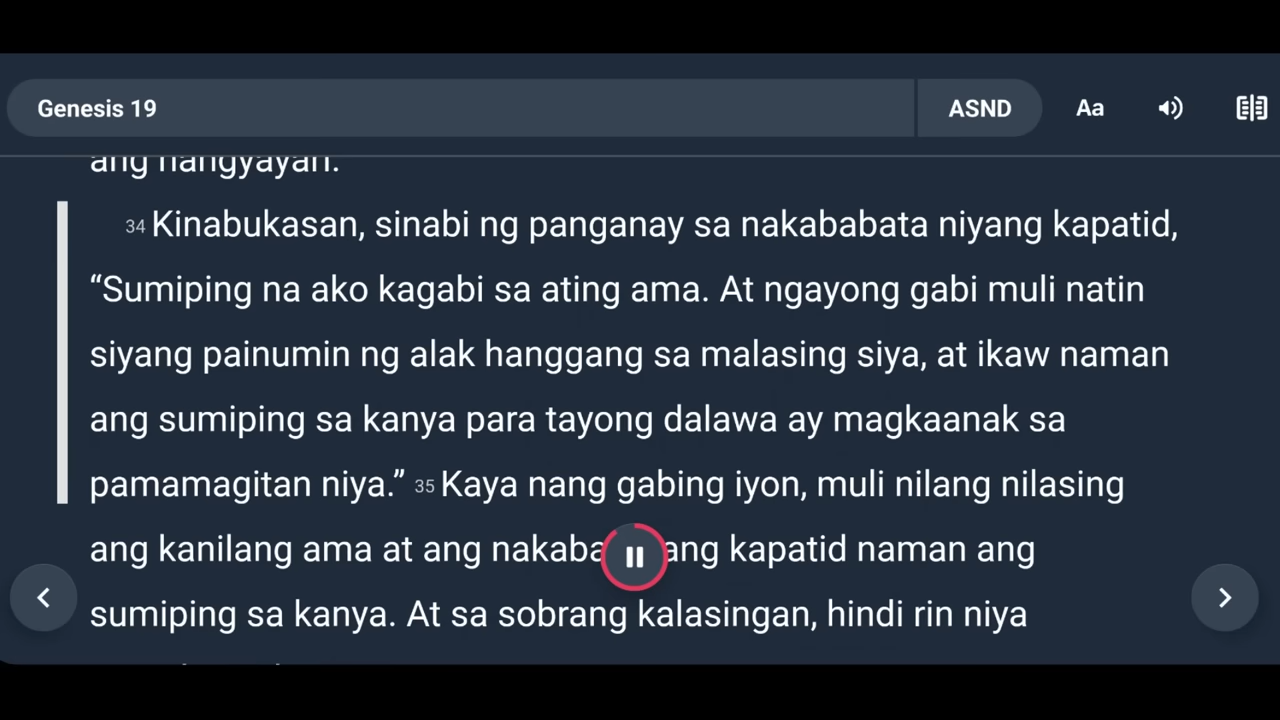 Genesis 19
ASND
Aa
ang nangyayari.
34 Kinabukasan, sinabi ng panganay sa nakababata niyang kapatid,
“Sumiping na ako kagabi sa ating ama. At ngayong gabi muli natin
siyang painumin ng alak hanggang sa malasing siya, at ikaw naman
ang sumiping sa kanya para tayong dalawa ay magkaanak sa
pamamagitan niya.” 35 Kaya nang gabing iyon, muli nilang nilasing
ang kanilang ama at ang kapatid naman ang
sumiping sa kanya. At sa sobrang kalasingan, hindi rin niya